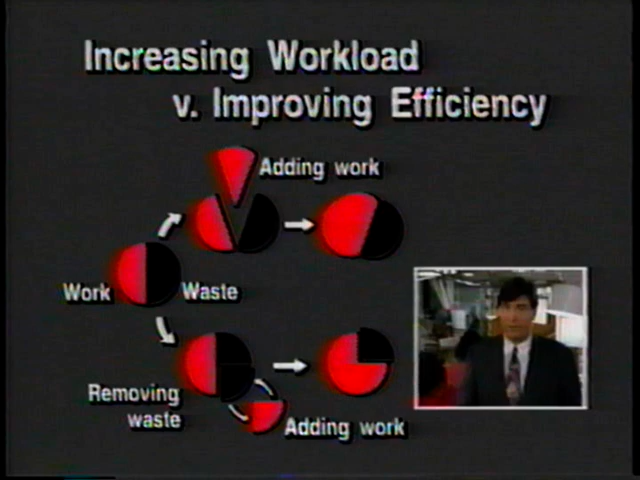 Increasing Workload
v. Improving Efficiency
Adding work
Work
Waste
Removing
waste
Adding work